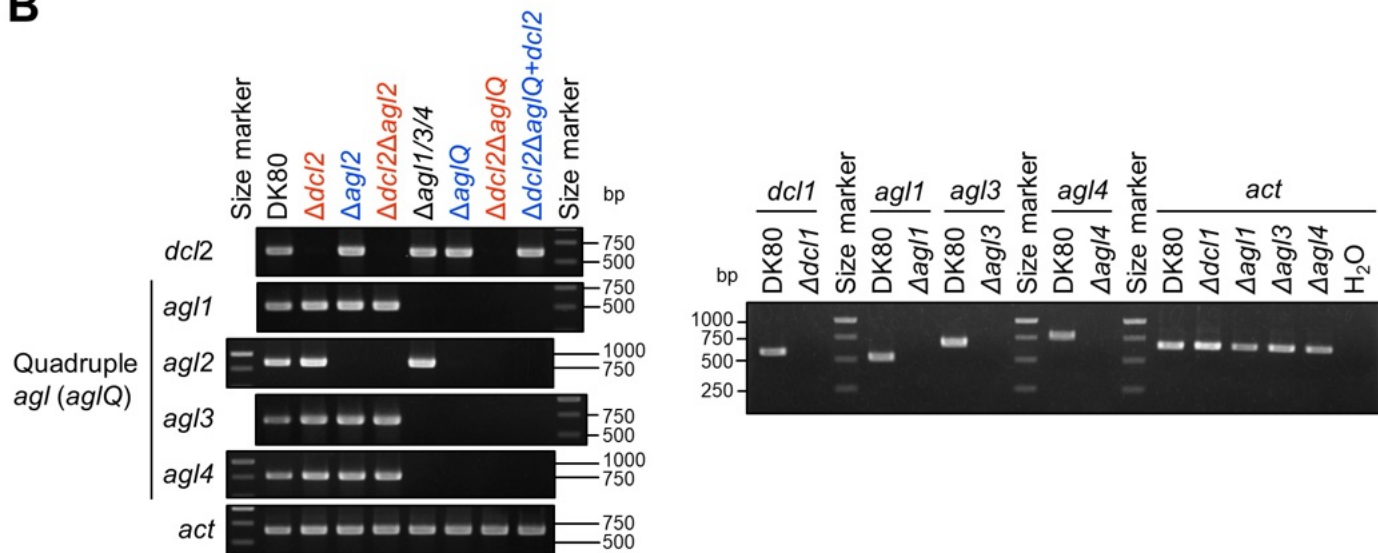 B
Size marker
DK80
Δdcl2
Δagl2
Δdcl2Δagl2
Δagl1/3/4
ΔaglQ
Δdcl2ΔaglQ
Δdcl2ΔaglQ+dcl2
Size marker
bp
dcl2
750
500
agl1
750
500
Quadruple
agl (aglQ)
agl2
1000
750
agl3
750
500
agl4
1000
750
act
750
500
dcl1
Size marker
agl1
agl3
Size marker
agl4
Size marker
act
bp
DK80
Δdcl1
DK80
Δagl1
DK80
Δagl3
DK80
Δagl4
DK80
Δdcl1
Δagl1
Δagl3
Δagl4
H₂O
1000
750
500
250